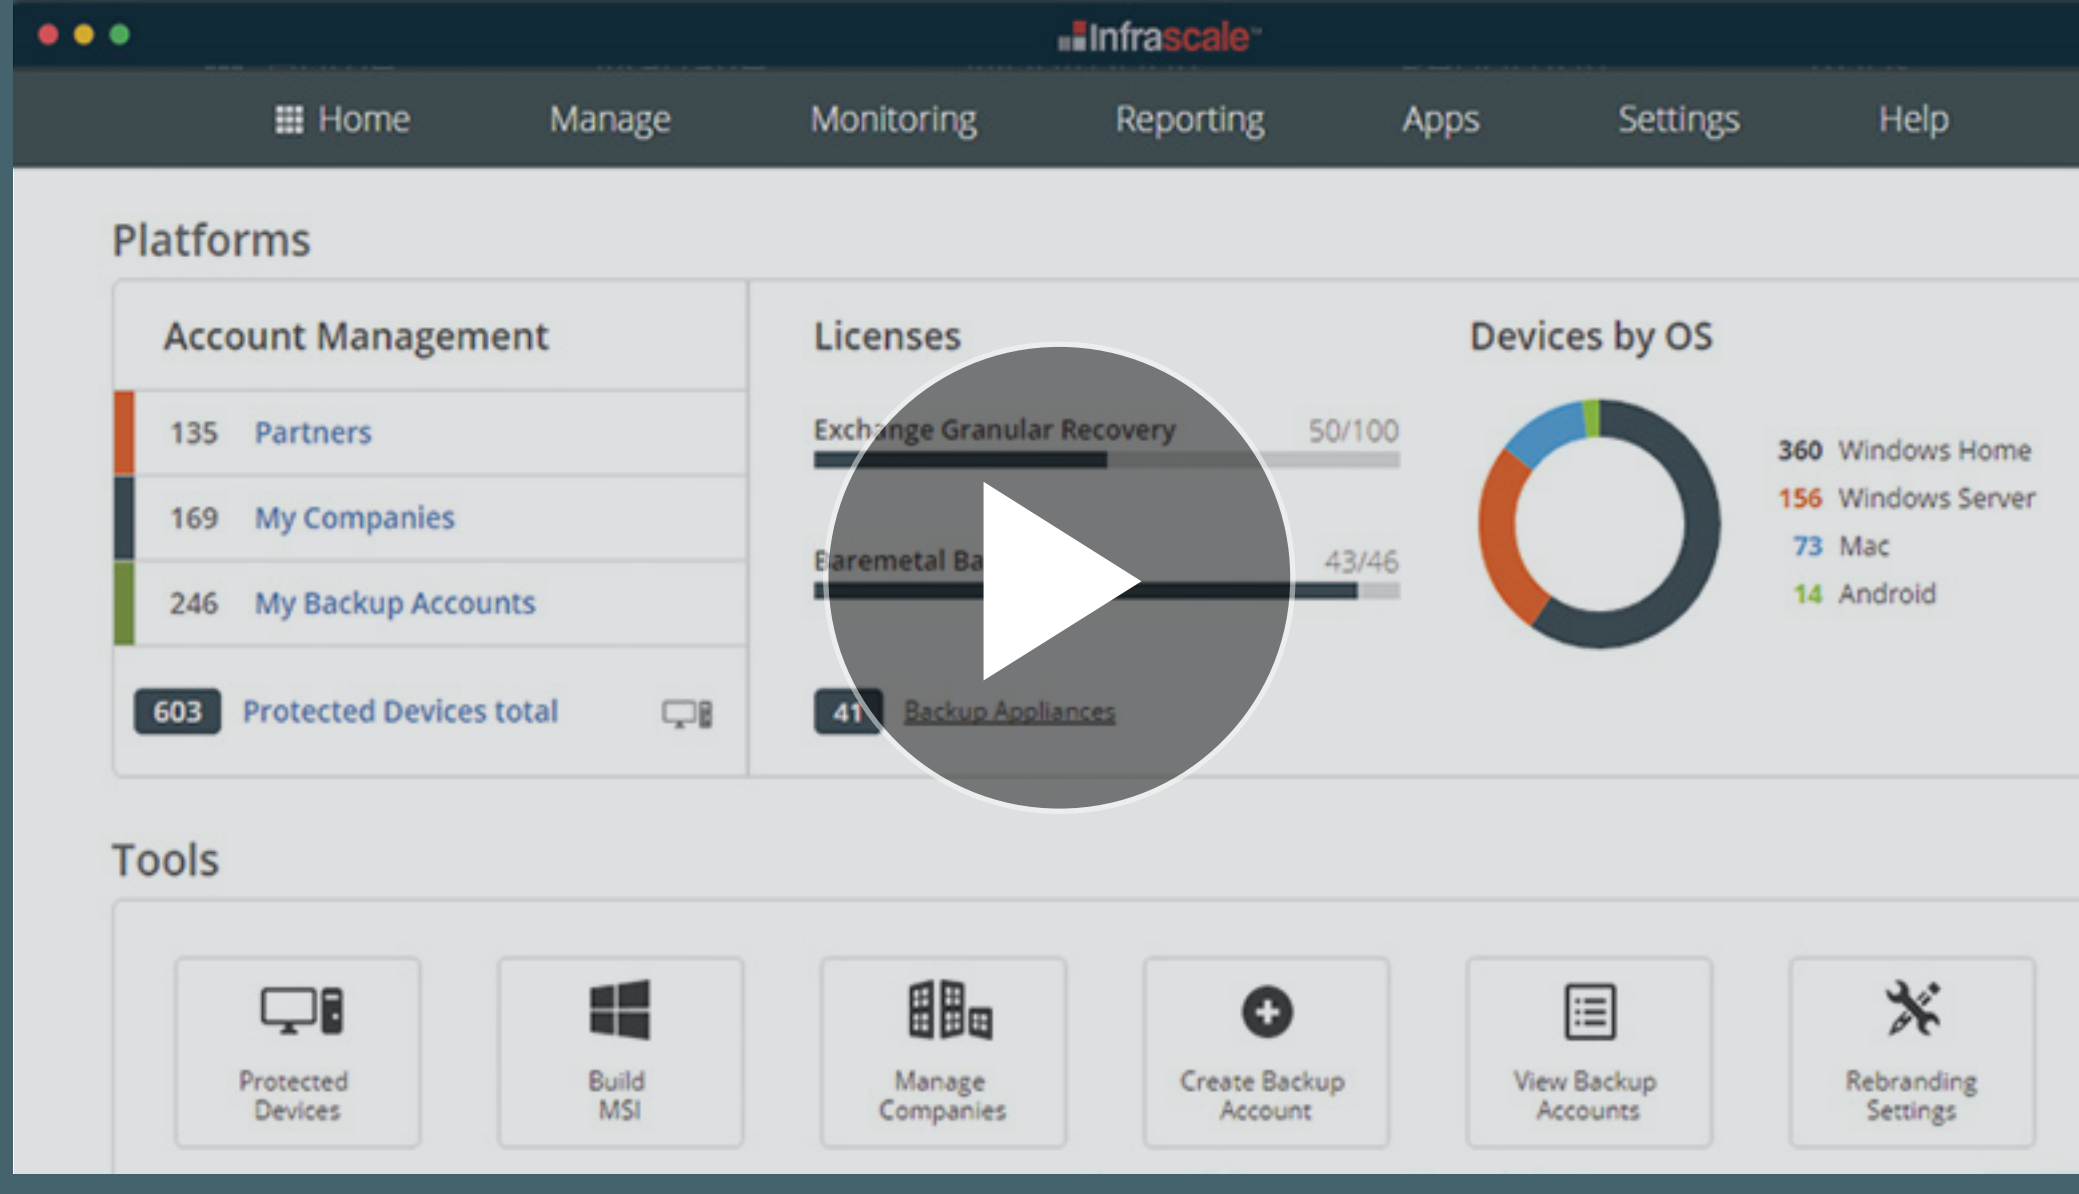 Infrascale™
Home Manage Monitoring Reporting Apps Settings Help
Platforms
Account Management
135 Partners
169 My Companies
246 My Backup Accounts
603 Protected Devices total
Licenses
Exchange Granular Recovery 50/100
Baremetal Ba 43/46
41 Backup Appliances
Devices by OS
360 Windows Home
156 Windows Server
73 Mac
14 Android
Tools
Protected
Devices
Build
MSI
Manage
Companies
Create Backup
Account
View Backup
Accounts
Rebranding
Settings